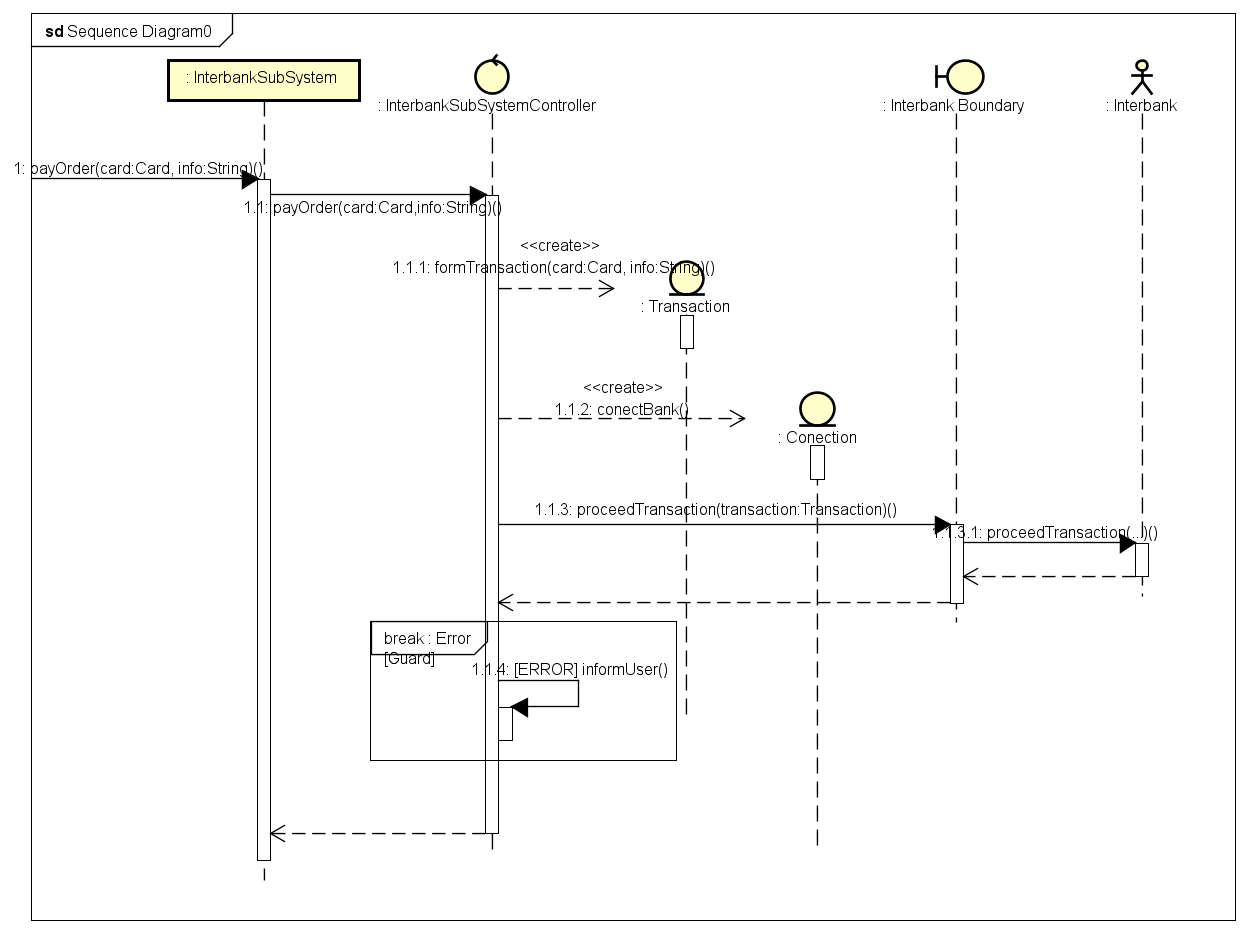 sd Sequence Diagram0
: InterbankSubSystem
: InterbankSubSystemController
: Interbank Boundary
: Interbank
1: payOrder(card:Card, info:String)()
1.1: payOrder(card:Card,info:String)()
<<create>>
1.1.1: formTransaction(card:Card, info:String)()
: Transaction
<<create>>
1.1.2: conectBank()
: Conection
1.1.3: proceedTransaction(transaction:Transaction)()
1.1.3.1: proceedTransaction(...)()
break : Error
[Guard]
1.1.4: [ERROR] informUser()